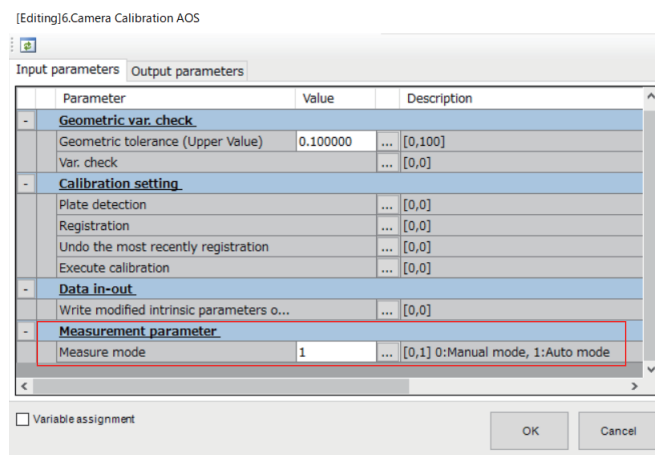 [Editing]6.Camera Calibration AOS
Input parameters Output parameters
Parameter Value Description
- Geometric var. check
Geometric tolerance (Upper Value) 0.100000 ... [0,100]
Var. check ... [0,0]
- Calibration setting
Plate detection ... [0,0]
Registration ... [0,0]
Undo the most recently registration ... [0,0]
Execute calibration ... [0,0]
- Data in-out
Write modified intrinsic parameters o... ... [0,0]
- Measurement parameter
Measure mode 1 ... [0,1] 0:Manual mode, 1:Auto mode
Variable assignment
OK Cancel